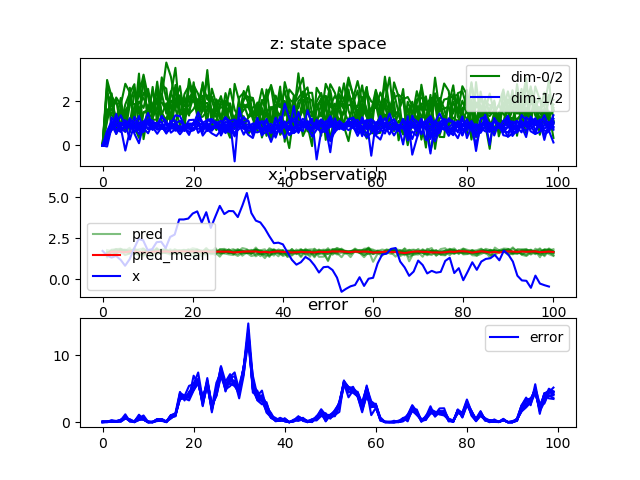 z: state space
2
0
dim-0/2
dim-1/2
0 20 40 60 80 100
x: observation
5.0
2.5
0.0
pred
pred_mean
x
0 20 40 60 80 100
error
10
0
error
0 20 40 60 80 100